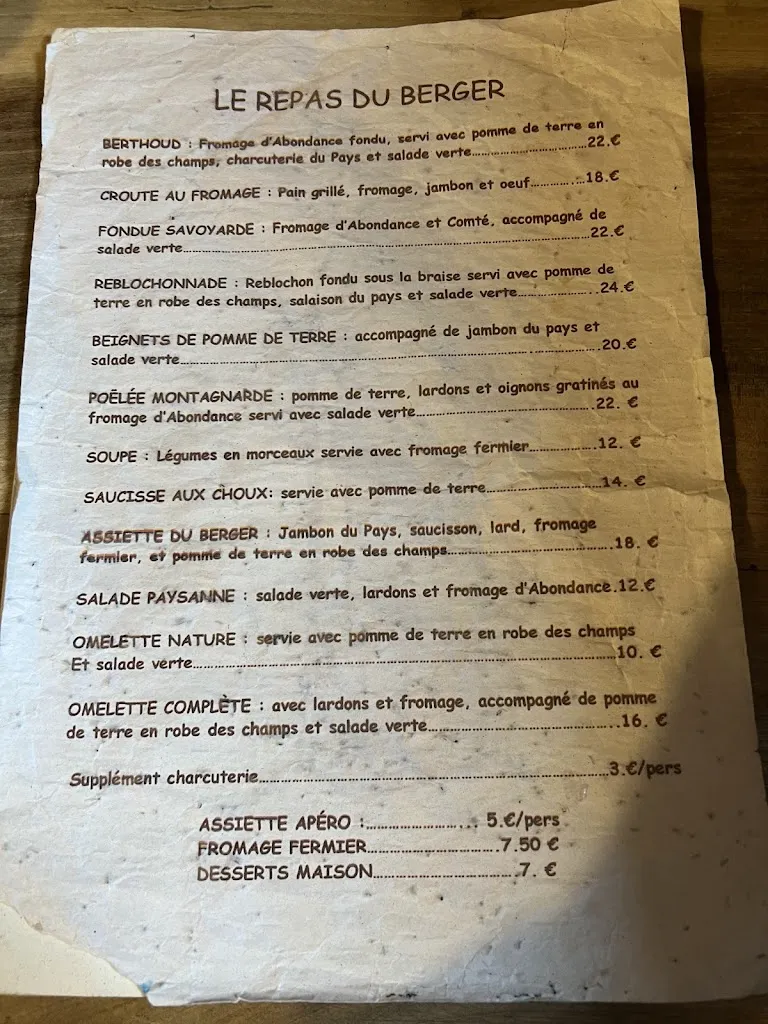 LE REPAS DU BERGER
BERTHOUD : Fromage d'Abondance fondu, servi avec pomme de terre en
robe des champs, charcuterie du Pays et salade verte................................22.€
CROUTE AU FROMAGE : Pain grillé, fromage, jambon et oeuf...............18.€
FONDUE SAVOYARDE : Fromage d'Abondance et Comté, accompagné de
salade verte................................................................................22.€
REBLOCHONNADE : Reblochon fondu sous la braise servi avec pomme de
terre en robe des champs, salaison du pays et salade verte.......................24.€
BEIGNETS DE POMME DE TERRE : accompagné de jambon du pays et
salade verte................................................................................20.€
POËLÉE MONTAGNARDE : pomme de terre, lardons et oignons gratinés au
fromage d'Abondance servi avec salade verte..................................22. €
SOUPE : Légumes en morceaux servie avec fromage fermier.................12. €
SAUCISSE AUX CHOUX: servie avec pomme de terre..........................14. €
ASSIETTE DU BERGER : Jambon du Pays, saucisson, lard, fromage
fermier, et pomme de terre en robe des champs.................................18. €
SALADE PAYSANNE : salade verte, lardons et fromage d'Abondance.12.€
OMELETTE NATURE : servie avec pomme de terre en robe des champs
Et salade verte................................................................................10. €
OMELETTE COMPLÈTE : avec lardons et fromage, accompagné de pomme
de terre en robe des champs et salade verte......................................16. €
Supplément charcuterie......................................................................3.€/pers
ASSIETTE APÉRO :.......................... 5.€/pers
FROMAGE FERMIER..........................7.50 €
DESSERTS MAISON............................7. €